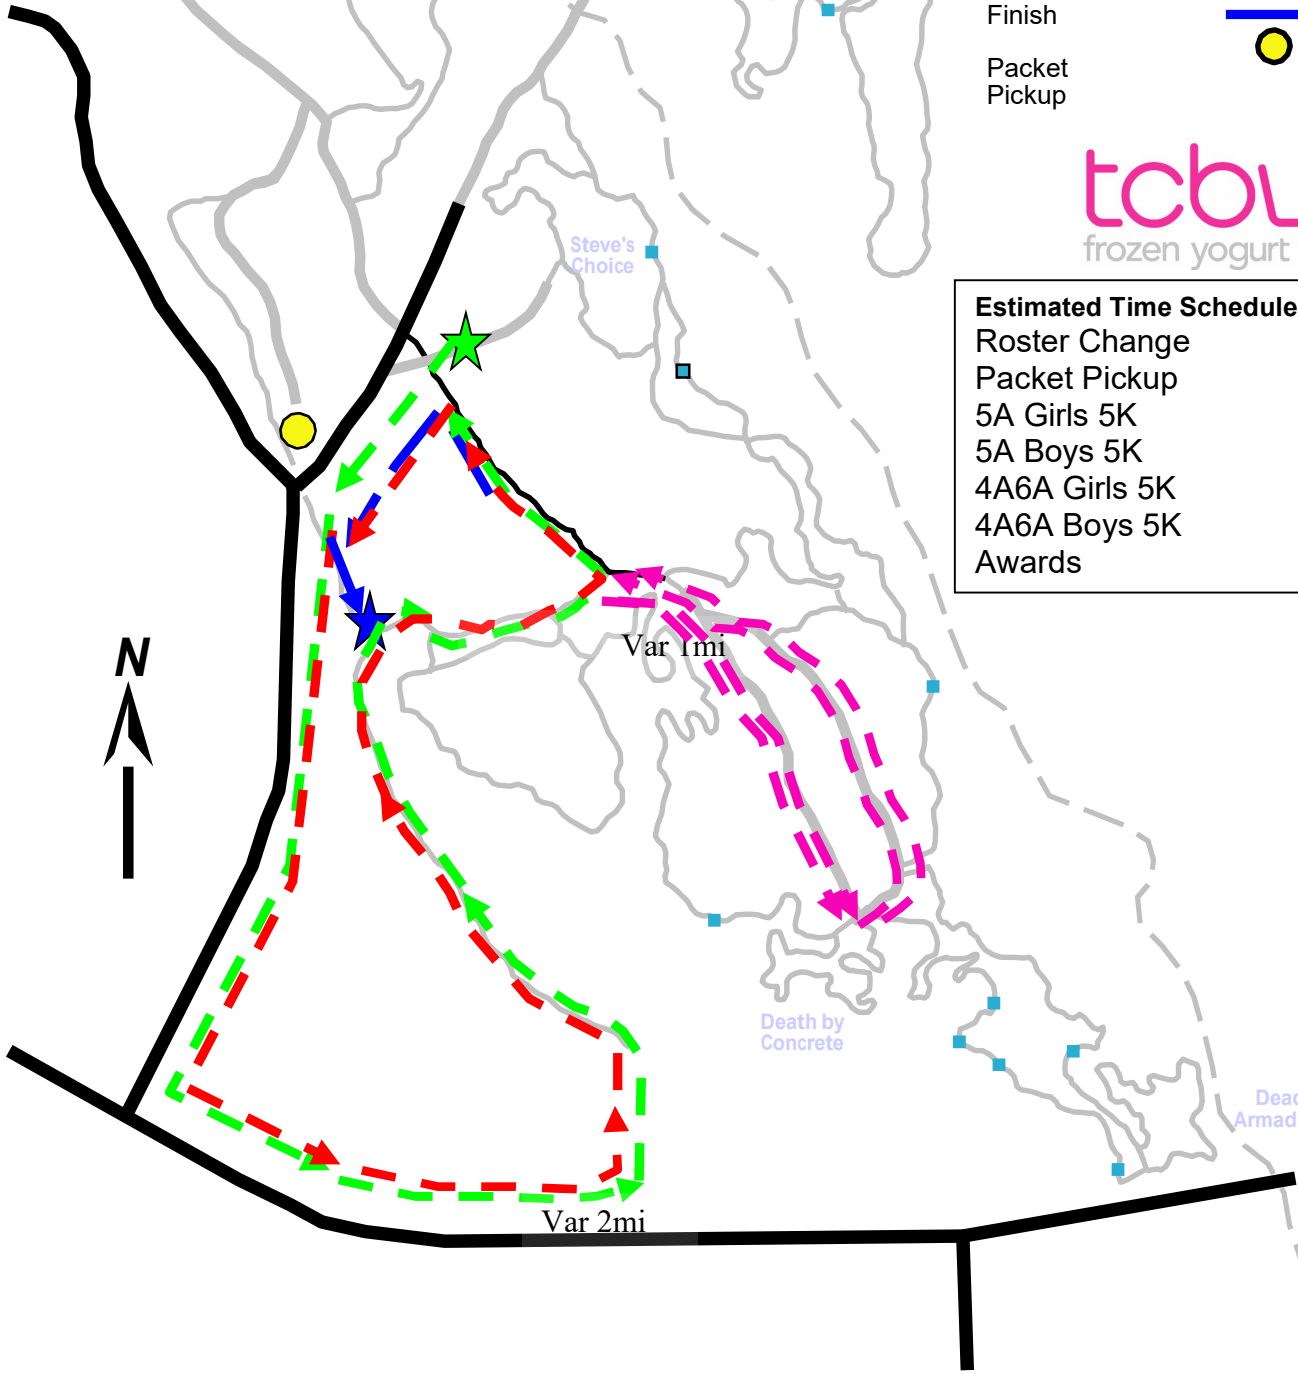 Finish
Packet
Pickup
frozen yogurt
Steve's
Choice
Estimated Time Schedule
Roster Change
Packet Pickup
5A Girls 5K
5A Boys 5K
4A6A Girls 5K
4A6A Boys 5K
Awards
N
Var 1mi
Death by
Concrete
Var 2mi